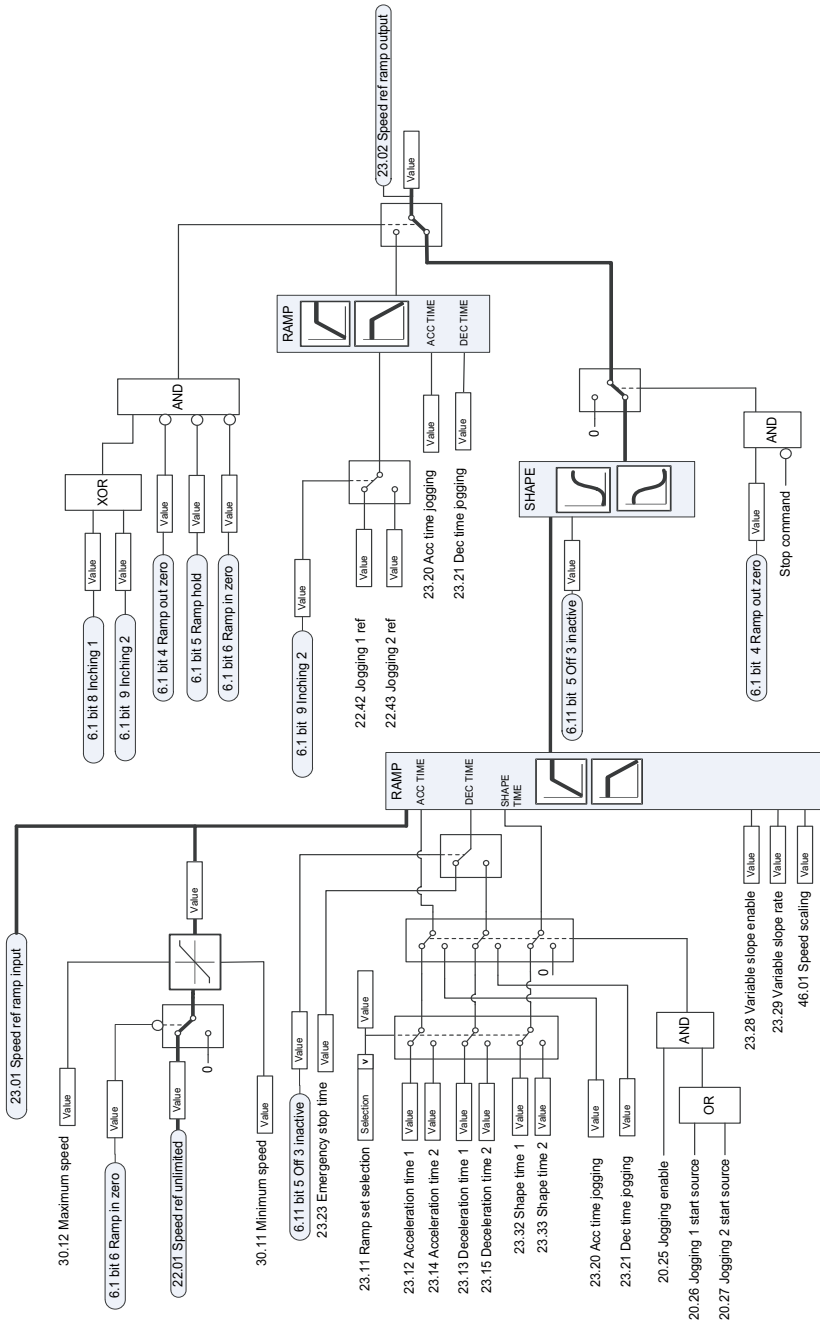 23.01 Speed ref ramp input
30.12 Maximum speed
Value
6.1 bit 6 Ramp in zero
Value
22.01 Speed ref unlimited
Value
0
Value
30.11 Minimum speed
Value
6.11 bit 5 Off 3 inactive
Value
23.23 Emergency stop time
Value
23.11 Ramp set selection
Selection
v
Value
23.12 Acceleration time 1
Value
23.14 Acceleration time 2
Value
23.13 Deceleration time 1
Value
23.15 Deceleration time 2
Value
23.32 Shape time 1
Value
23.33 Shape time 2
Value
0
23.20 Acc time jogging
Value
23.21 Dec time jogging
Value
20.25 Jogging enable
AND
20.26 Jogging 1 start source
OR
20.27 Jogging 2 start source
RAMP
ACC TIME
DEC TIME
SHAPE
TIME
23.28 Variable slope enable
Value
23.29 Variable slope rate
Value
46.01 Speed scaling
Value
6.1 bit 8 Inching 1
Value
6.1 bit 9 Inching 2
Value
XOR
6.1 bit 4 Ramp out zero
Value
6.1 bit 5 Ramp hold
Value
6.1 bit 6 Ramp in zero
Value
AND
6.1 bit 9 Inching 2
Value
22.42 Jogging 1 ref
Value
22.43 Jogging 2 ref
Value
23.20 Acc time jogging
Value
23.21 Dec time jogging
Value
RAMP
ACC TIME
DEC TIME
23.02 Speed ref ramp output
Value
6.11 bit 5 Off 3 inactive
Value
SHAPE
0
6.1 bit 4 Ramp out zero
Value
AND
Stop command